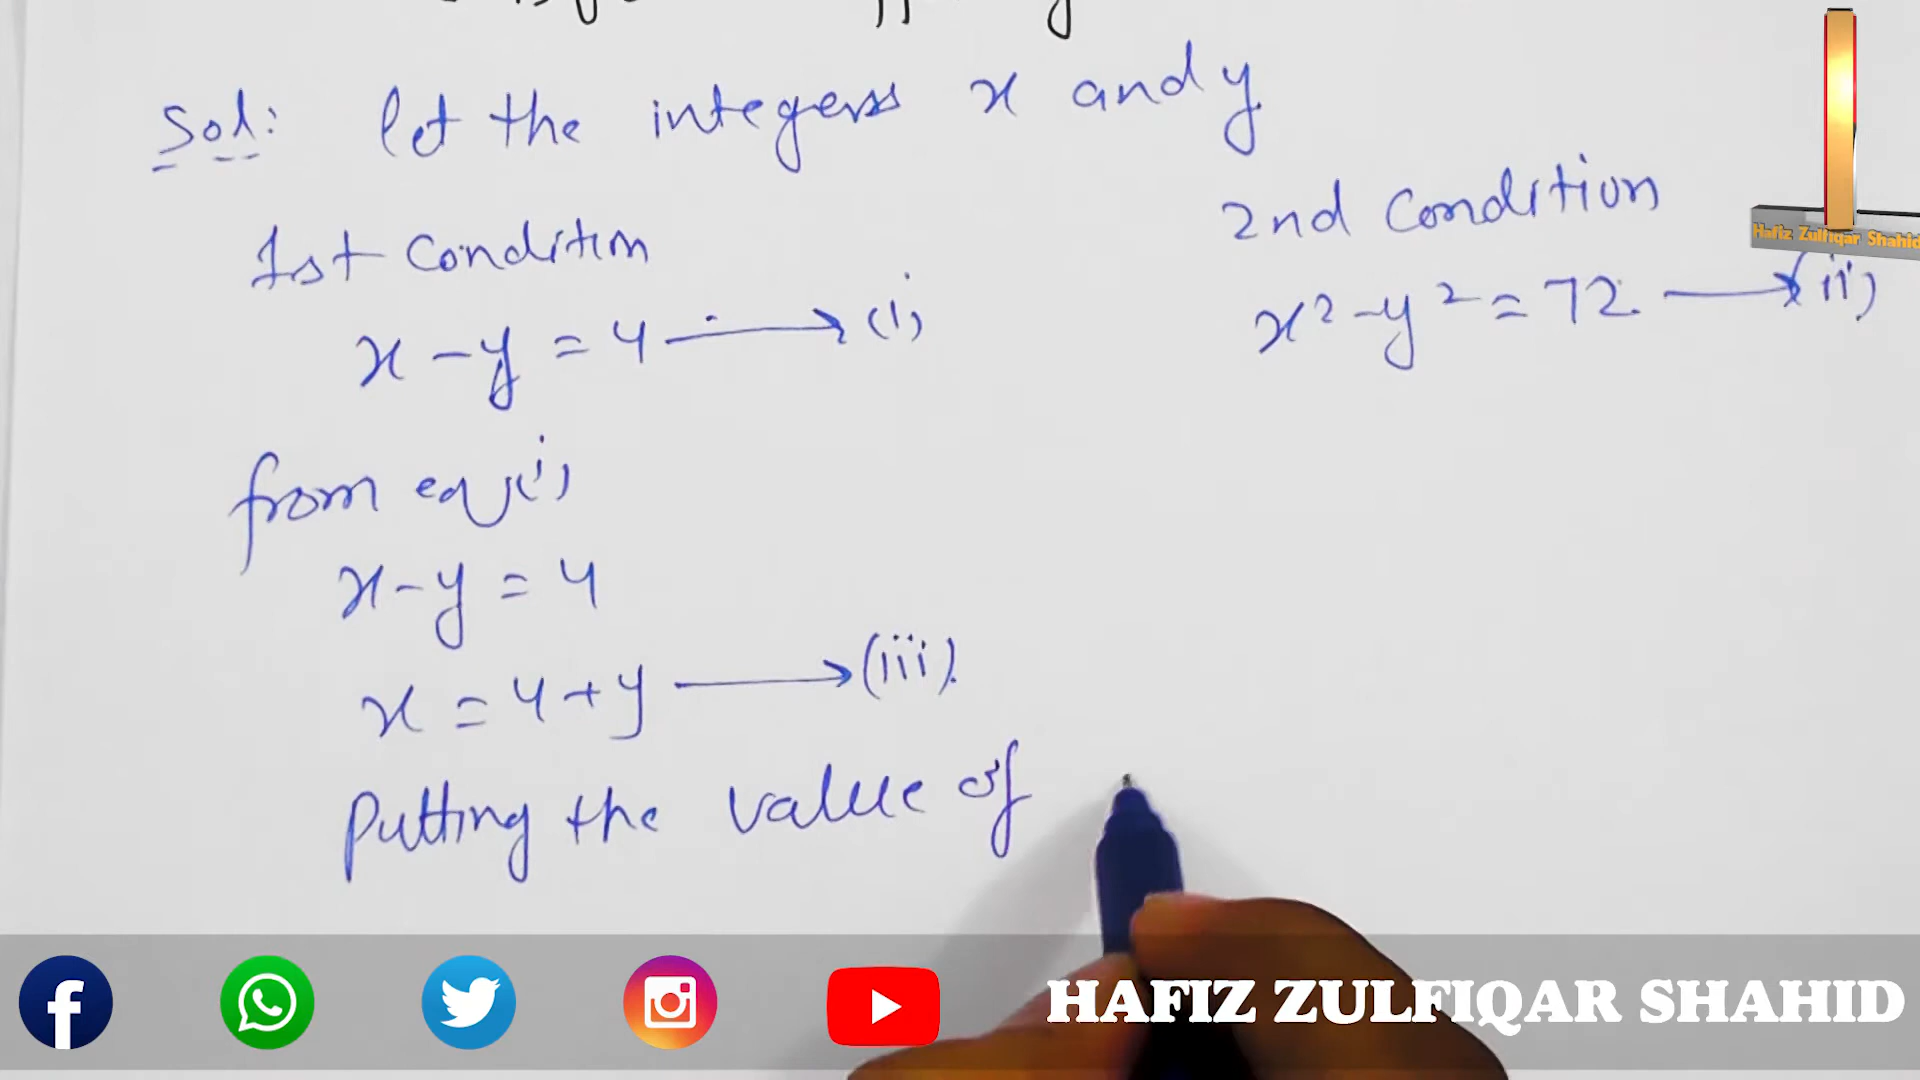 Sol: let the integers x and y
1st Condition
x - y = 4 → (i)
2nd Condition
x² - y² = 72 → (ii)
from eq (i)
x - y = 4
x = 4 + y → (iii).
Putting the value of
Hafiz Zulfiqar Shahid
HAFIZ ZULFIQAR SHAHID